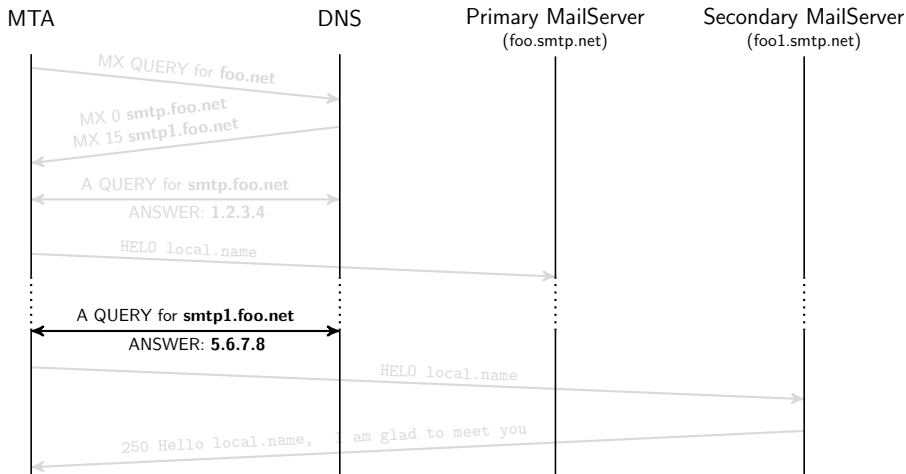 MTA
DNS
Primary MailServer
(foo.smtp.net)
Secondary MailServer
(foo1.smtp.net)
MX QUERY for foo.net
MX 0 smtp.foo.net
MX 15 smtp1.foo.net
A QUERY for smtp.foo.net
ANSWER: 1.2.3.4
HELO local.name
A QUERY for smtp1.foo.net
ANSWER: 5.6.7.8
HELO local.name
250 Hello local.name, I am glad to meet you